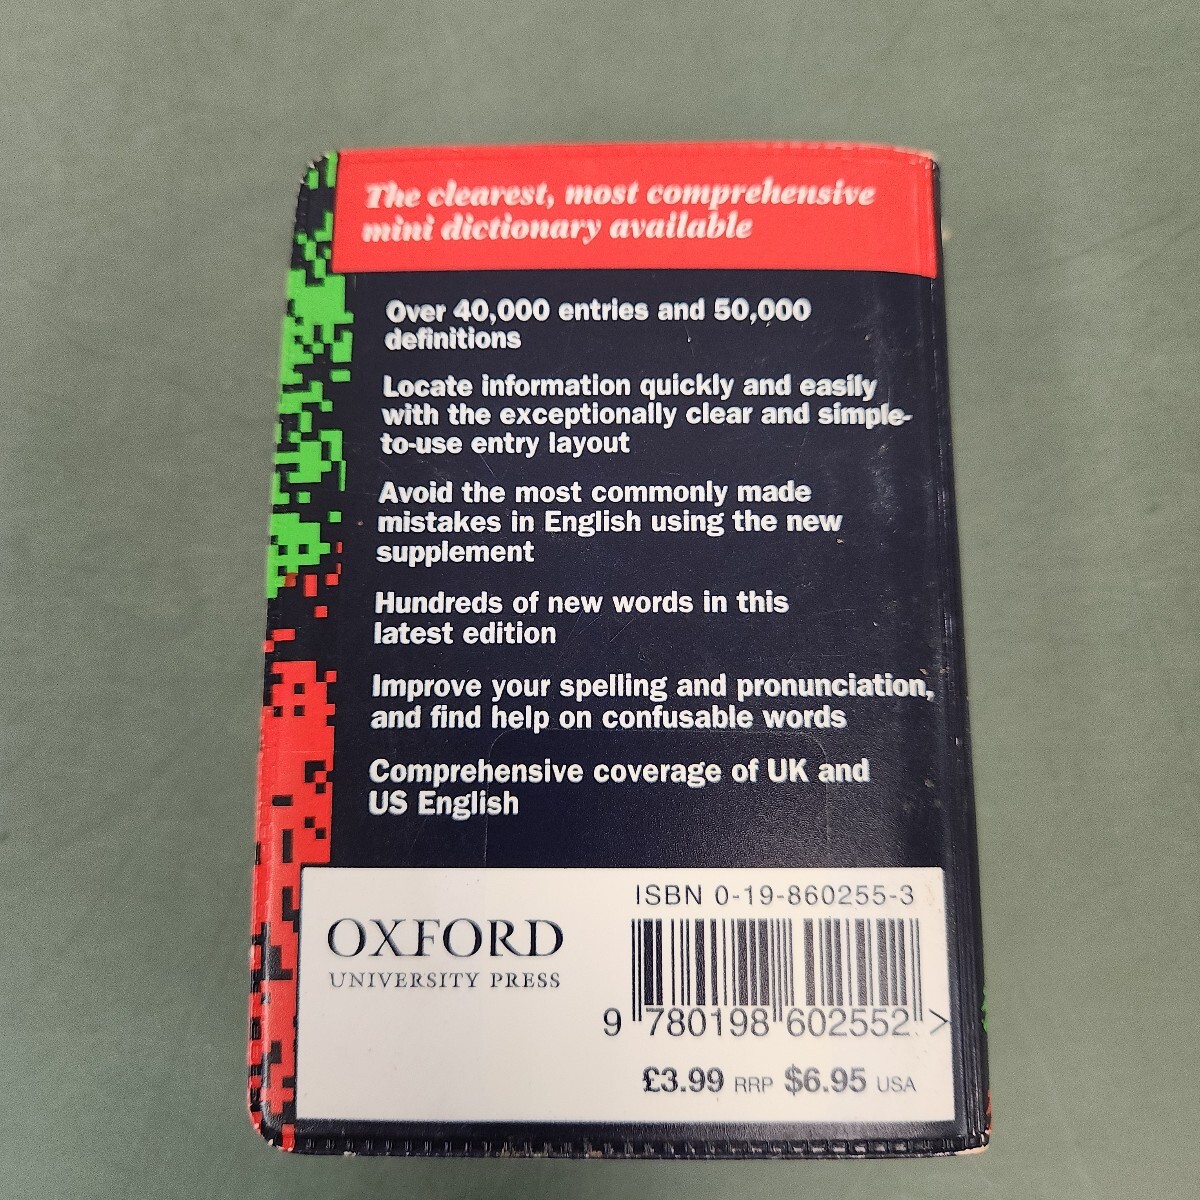 The clearest, most comprehensive
mini dictionary available
Over 40,000 entries and 50,000
definitions
Locate information quickly and easily
with the exceptionally clear and simple-
to-use entry layout
Avoid the most commonly made
mistakes in English using the new
supplement
Hundreds of new words in this
latest edition
Improve your spelling and pronunciation,
and find help on confusable words
Comprehensive coverage of UK and
US English
OXFORD
UNIVERSITY PRESS
ISBN 0-19-860255-3
9 780198 602552 >
£3.99 RRP $6.95 USA